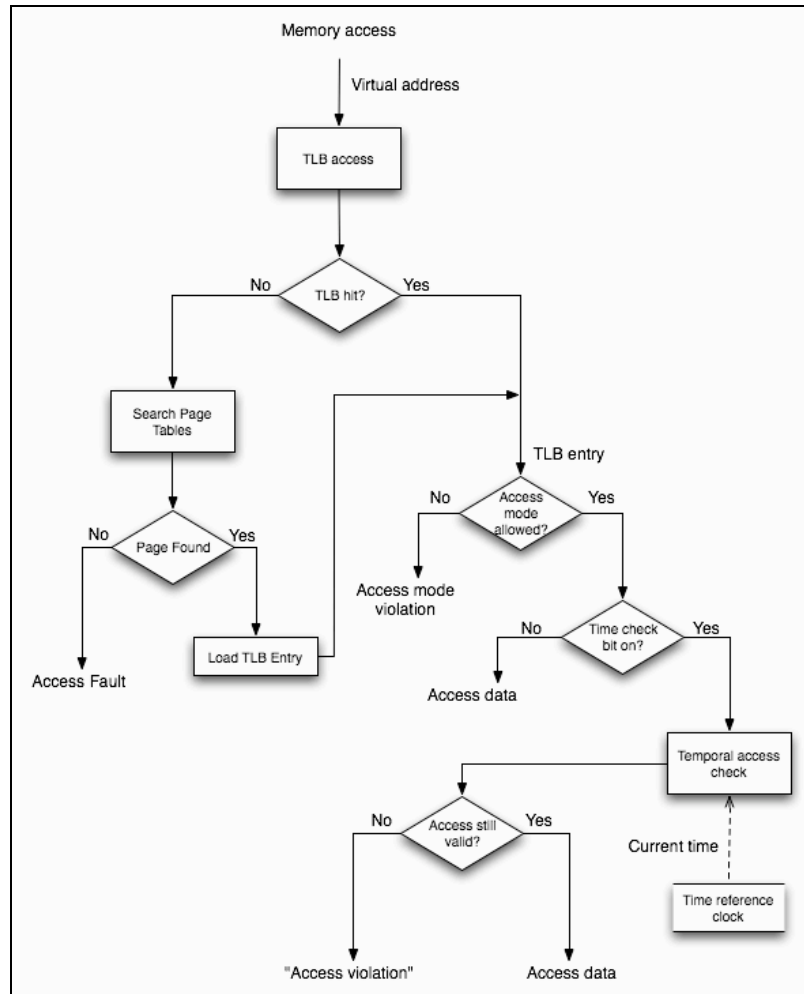 Memory access
Virtual address
TLB access
No
TLB hit?
Yes
Search Page
Tables
TLB entry
No
Page Found
Yes
No
Access
mode
allowed?
Yes
Access mode
violation
Load TLB Entry
Access Fault
No
Time check
bit on?
Yes
Access data
Temporal access
check
No
Access still
valid?
Yes
Current time
Time reference
clock
"Access violation"
Access data